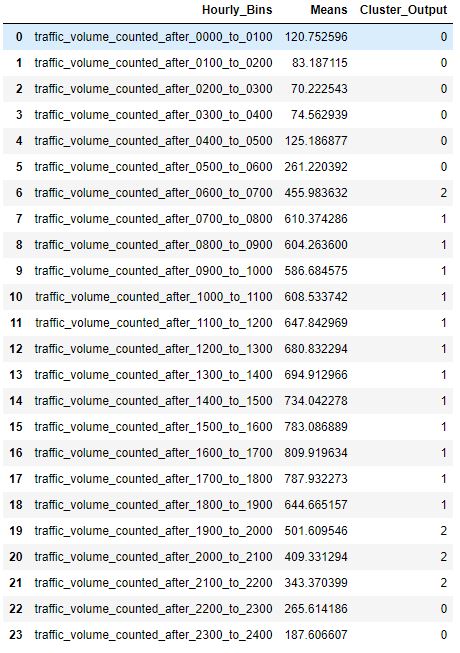 Hourly_Bins Means Cluster_Output
0 traffic_volume_counted_after_0000_to_0100 120.752596 0
1 traffic_volume_counted_after_0100_to_0200 83.187115 0
2 traffic_volume_counted_after_0200_to_0300 70.222543 0
3 traffic_volume_counted_after_0300_to_0400 74.562939 0
4 traffic_volume_counted_after_0400_to_0500 125.186877 0
5 traffic_volume_counted_after_0500_to_0600 261.220392 0
6 traffic_volume_counted_after_0600_to_0700 455.983632 2
7 traffic_volume_counted_after_0700_to_0800 610.374286 1
8 traffic_volume_counted_after_0800_to_0900 604.263600 1
9 traffic_volume_counted_after_0900_to_1000 586.684575 1
10 traffic_volume_counted_after_1000_to_1100 608.533742 1
11 traffic_volume_counted_after_1100_to_1200 647.842969 1
12 traffic_volume_counted_after_1200_to_1300 680.832294 1
13 traffic_volume_counted_after_1300_to_1400 694.912966 1
14 traffic_volume_counted_after_1400_to_1500 734.042278 1
15 traffic_volume_counted_after_1500_to_1600 783.086889 1
16 traffic_volume_counted_after_1600_to_1700 809.919634 1
17 traffic_volume_counted_after_1700_to_1800 787.932273 1
18 traffic_volume_counted_after_1800_to_1900 644.665157 1
19 traffic_volume_counted_after_1900_to_2000 501.609546 2
20 traffic_volume_counted_after_2000_to_2100 409.331294 2
21 traffic_volume_counted_after_2100_to_2200 343.370399 2
22 traffic_volume_counted_after_2200_to_2300 265.614186 0
23 traffic_volume_counted_after_2300_to_2400 187.606607 0